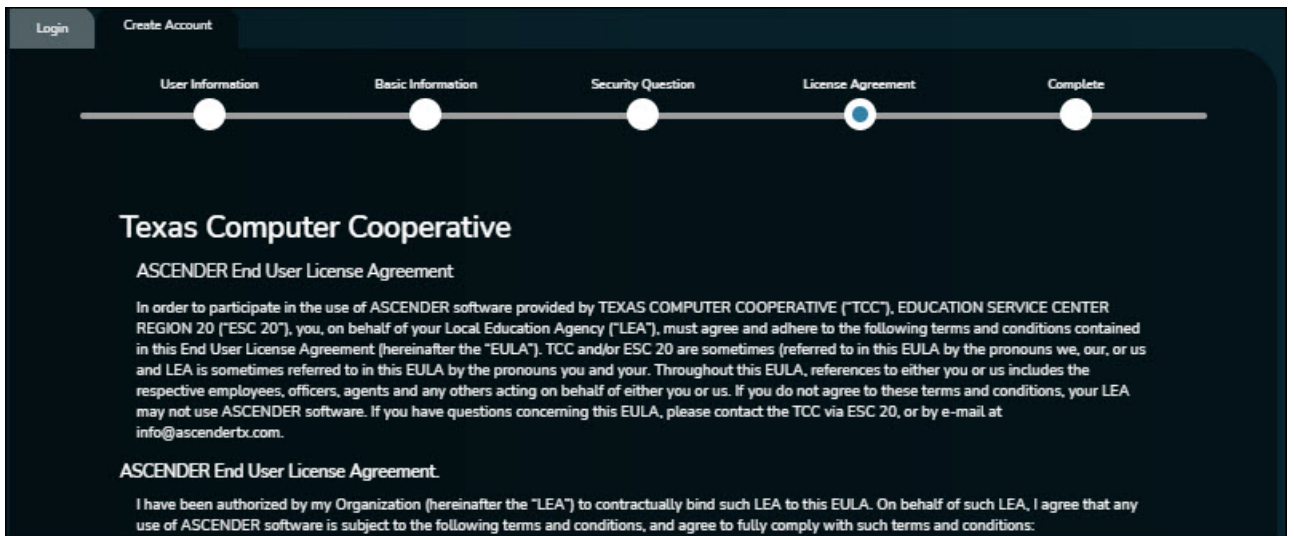 Login
Create Account
User Information
Basic Information
Security Question
License Agreement
Complete
Texas Computer Cooperative
ASCENDER End User License Agreement
In order to participate in the use of ASCENDER software provided by TEXAS COMPUTER COOPERATIVE ("TCC"), EDUCATION SERVICE CENTER
REGION 20 ("ESC 20"), you, on behalf of your Local Education Agency ("LEA"), must agree and adhere to the following terms and conditions contained
in this End User License Agreement (hereinafter the "EULA"). TCC and/or ESC 20 are sometimes (referred to in this EULA by the pronouns we, our, or us
and LEA is sometimes referred to in this EULA by the pronouns you and your. Throughout this EULA, references to either you or us includes the
respective employees, officers, agents and any others acting on behalf of either you or us. If you do not agree to these terms and conditions, your LEA
may not use ASCENDER software. If you have questions concerning this EULA, please contact the TCC via ESC 20, or by e-mail at
info@ascendertx.com.
ASCENDER End User License Agreement.
I have been authorized by my Organization (hereinafter the "LEA") to contractually bind such LEA to this EULA. On behalf of such LEA, I agree that any
use of ASCENDER software is subject to the following terms and conditions, and agree to fully comply with such terms and conditions: